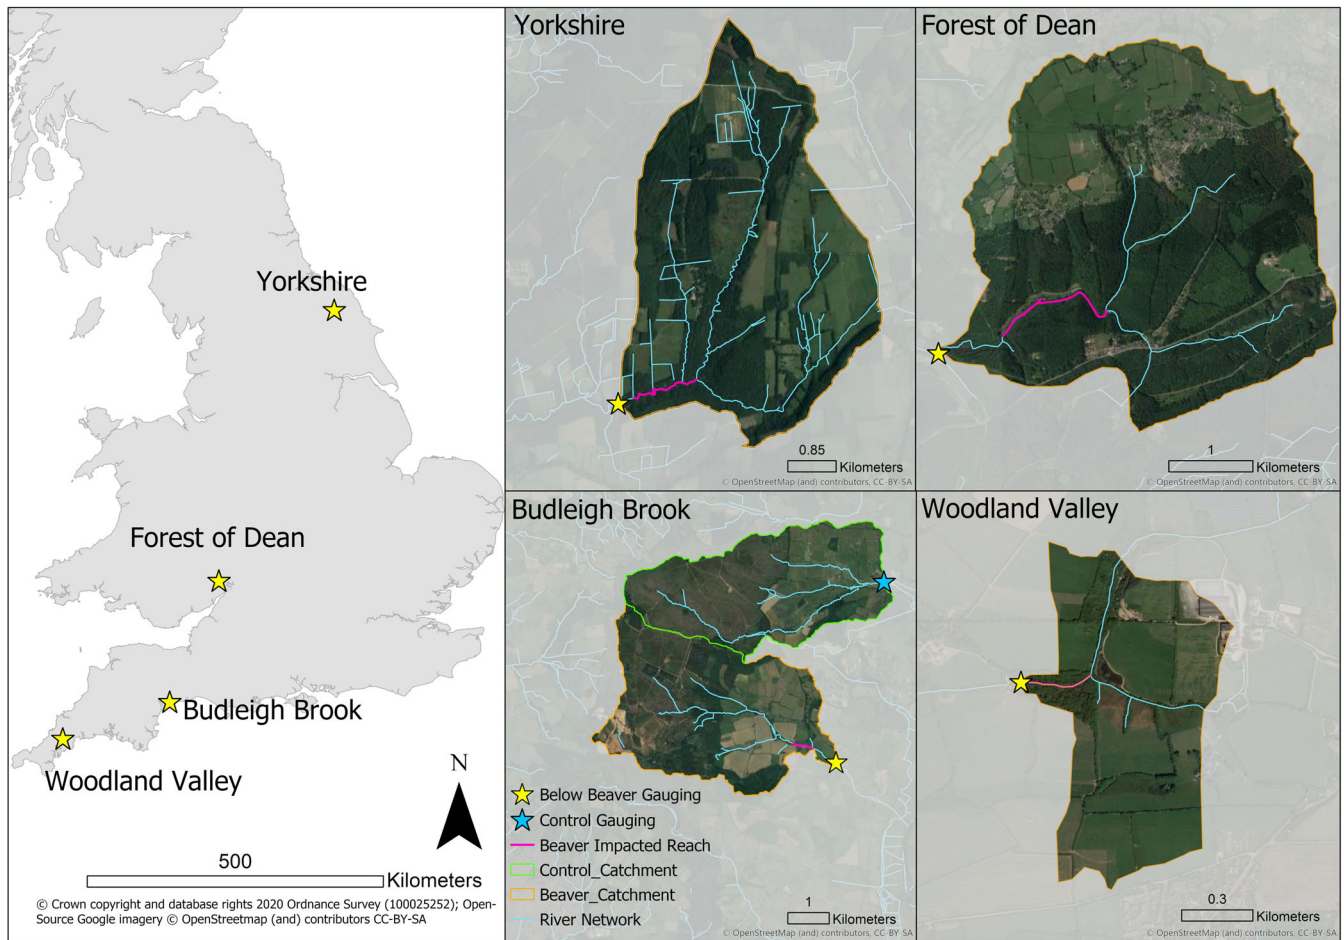 Yorkshire
Forest of Dean
Budleigh Brook
Woodland Valley
N
500
Kilometers
© Crown copyright and database rights 2020 Ordnance Survey (100025252); Open-
Source Google imagery © OpenStreetmap (and) contributors CC-BY-SA
Yorkshire
0.85
Kilometers
© OpenStreetMap (and) contributors, CC-BY-SA
Forest of Dean
1
Kilometers
© OpenStreetMap (and) contributors, CC-BY-SA
Budleigh Brook
Below Beaver Gauging
Control Gauging
Beaver Impacted Reach
Control_Catchment
Beaver_Catchment
River Network
1
Kilometers
© OpenStreetMap (and) contributors, CC-BY-SA
Woodland Valley
0.3
Kilometers
© OpenStreetMap (and) contributors, CC-BY-SA